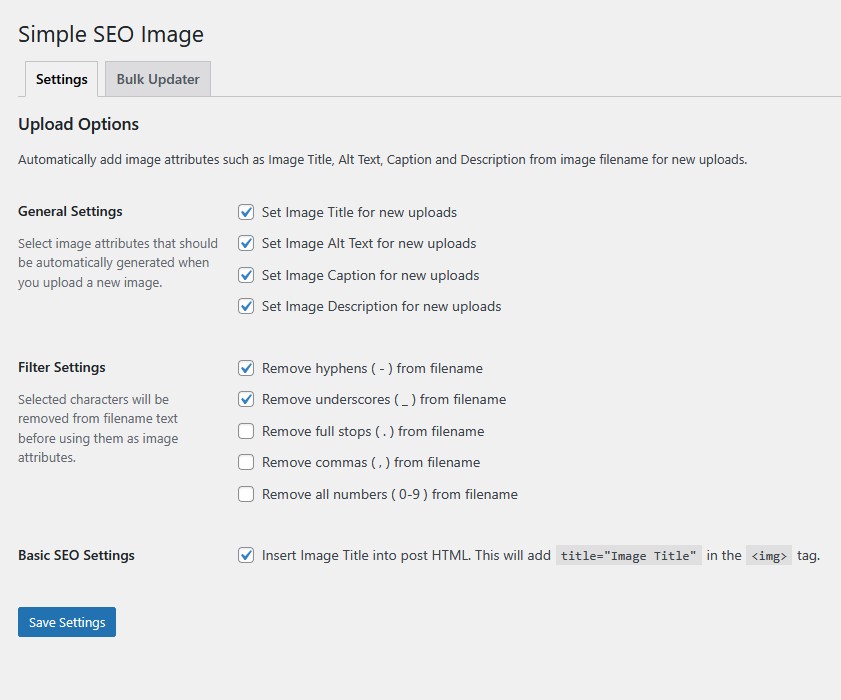 Simple SEO Image
Settings
Bulk Updater
Upload Options
Automatically add image attributes such as Image Title, Alt Text, Caption and Description from image filename for new uploads.
General Settings
Select image attributes that should
be automatically generated when
you upload a new image.
Set Image Title for new uploads
Set Image Alt Text for new uploads
Set Image Caption for new uploads
Set Image Description for new uploads
Filter Settings
Selected characters will be
removed from filename text
before using them as image
attributes.
Remove hyphens ( - ) from filename
Remove underscores ( _ ) from filename
Remove full stops ( . ) from filename
Remove commas ( , ) from filename
Remove all numbers ( 0-9 ) from filename
Basic SEO Settings
Insert Image Title into post HTML. This will add title="Image Title" in the <img> tag.
Save Settings